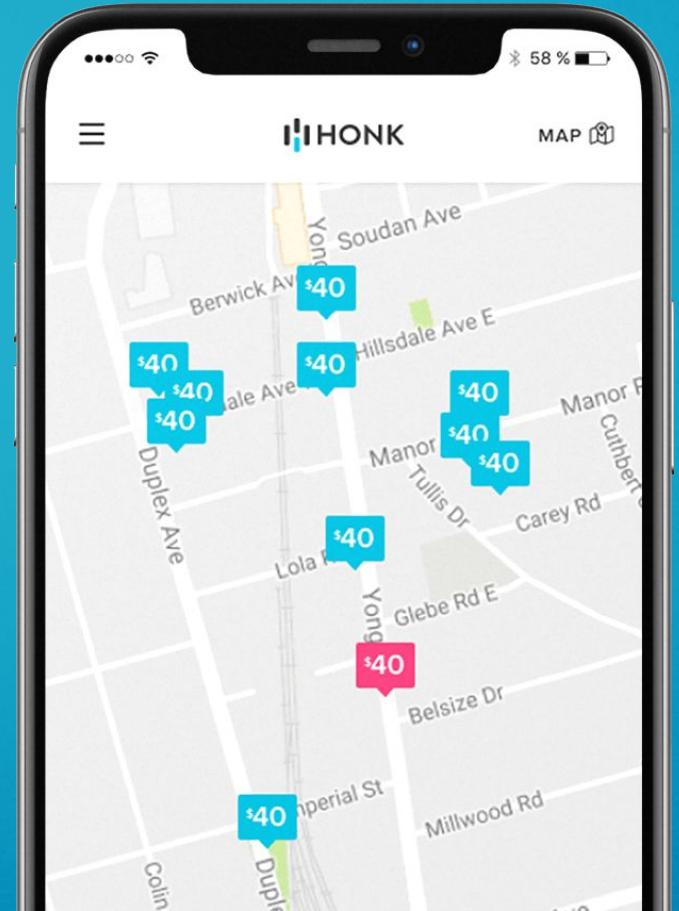 58 %
HONK
MAP
Soudan Ave
Yong
Berwick Av
$40
Hillsdale Ave E
$40
$40
$40
$40
ale Ave
$40
$40
$40
Manor
Manor
Cuthbert
Tullis Dr
Duplex Ave
Carey Rd
$40
Lola
Yong
Glebe Rd E
$40
Belsize Dr
perial St
$40
Millwood Rd
Colin
Duple